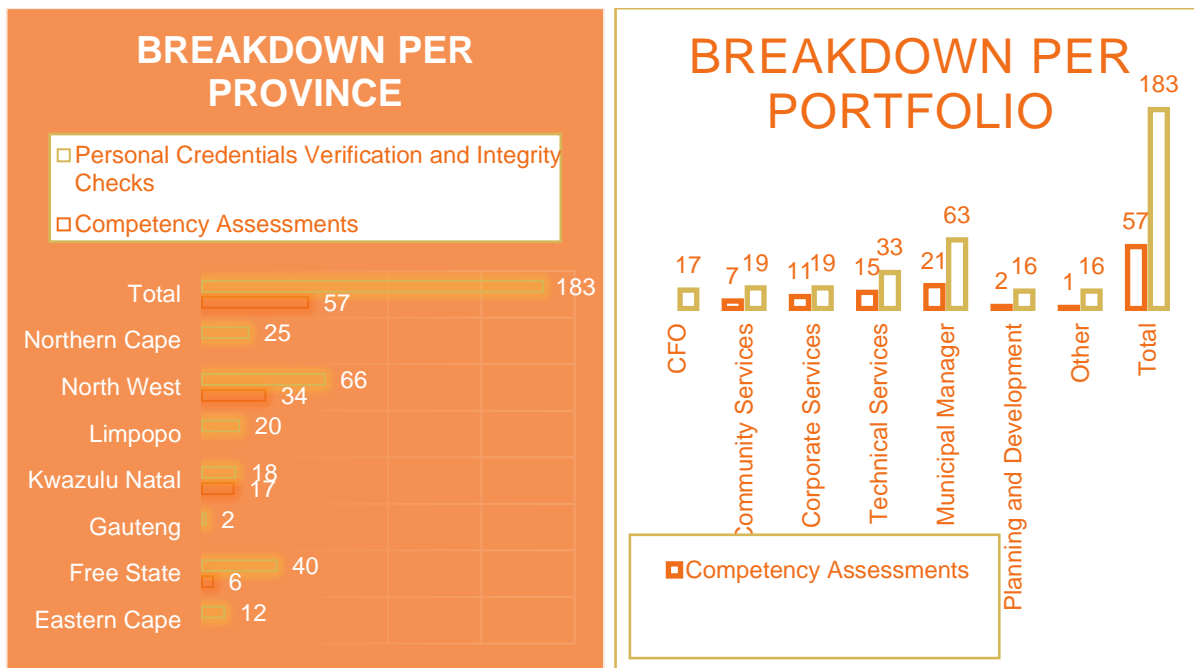 BREAKDOWN PER
PROVINCE
Personal Credentials Verification and Integrity
Checks
Competency Assessments
Total
183
57
Northern Cape
25
North West
66
34
Limpopo
20
Kwazulu Natal
18
17
Gauteng
2
Free State
40
6
Eastern Cape
12
BREAKDOWN PER
PORTFOLIO
17
7
19
11
19
15
33
21
63
2
16
1
16
57
183
CFO
Community Services
Corporate Services
Technical Services
Municipal Manager
Planning and Development
Other
Total
Competency Assessments